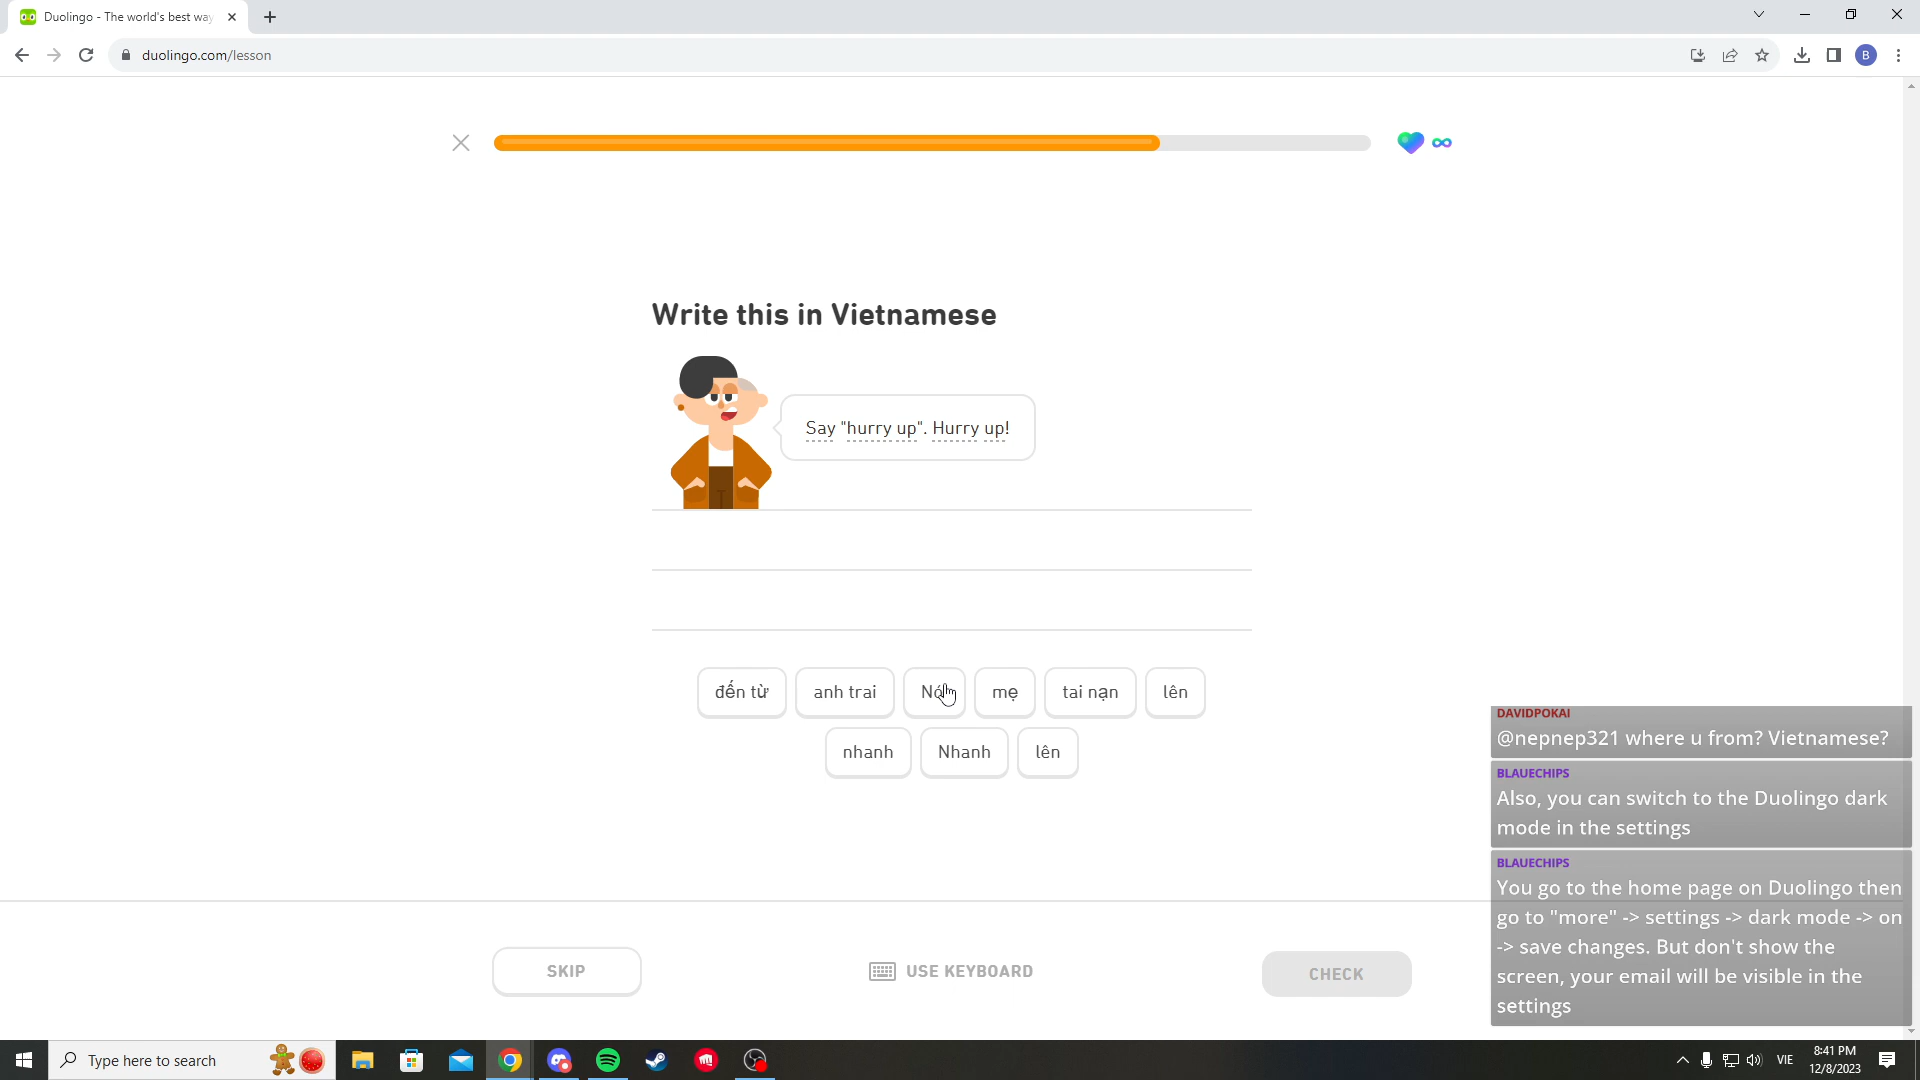 Duolingo - The world's best way
duolingo.com/lesson
B
Write this in Vietnamese
Say "hurry up". Hurry up!
đến từ
anh trai
mẹ
tai nạn
lên
nhanh
Nhanh
lên
SKIP
USE KEYBOARD
CHECK
DAVIDPOKAI
@nepnep321 where u from? Vietnamese?
BLAUECHIPS
Also, you can switch to the Duolingo dark
mode in the settings
BLAUECHIPS
You go to the home page on Duolingo then
go to "more" -> settings -> dark mode -> on
-> save changes. But don't show the
screen, your email will be visible in the
settings
Type here to search
VIE
8:41 PM
12/8/2023